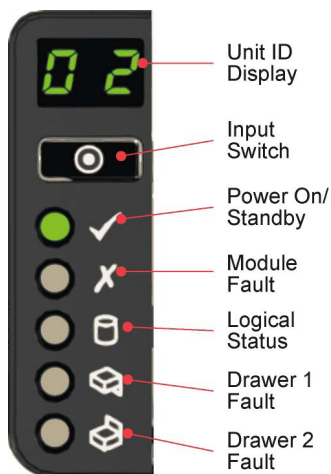 02
Unit ID
Display
Input
Switch
Power On/
Standby
Module
Fault
Logical
Status
Drawer 1
Fault
Drawer 2
Fault